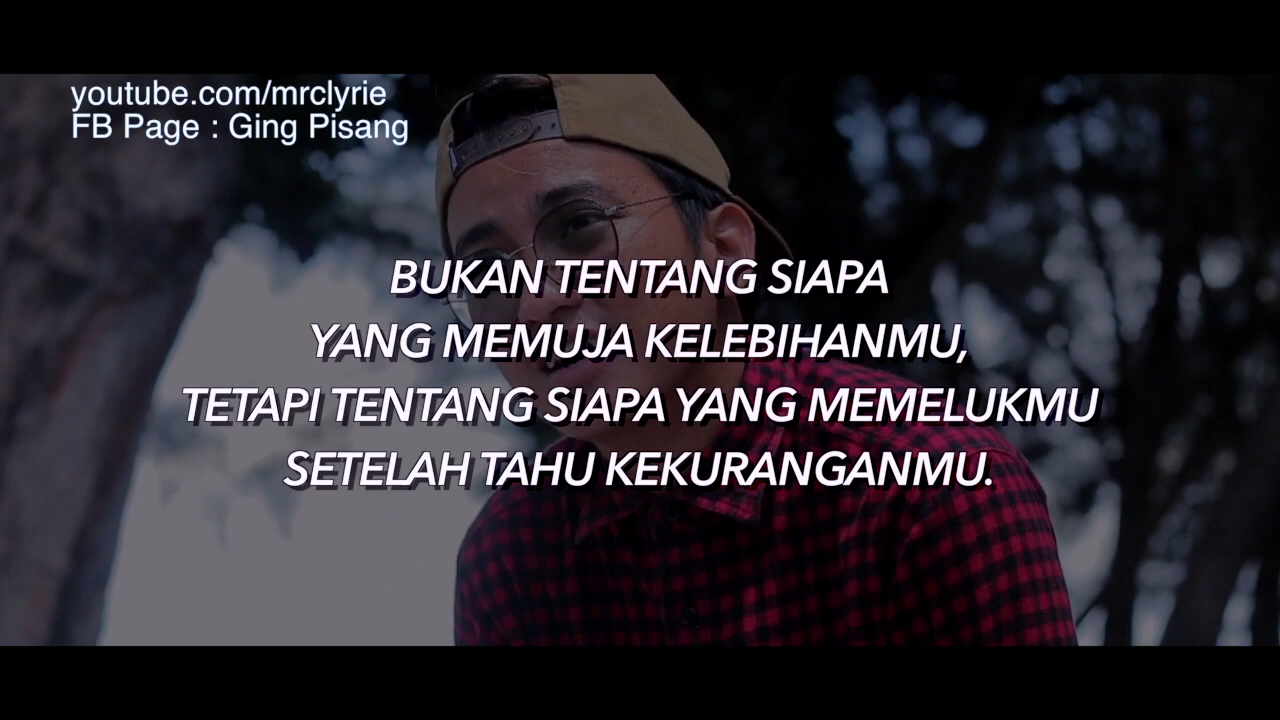 youtube.com/mrclyrie
FB Page : Ging Pisang
BUKAN TENTANG SIAPA
YANG MEMUJA KELEBIHANMU,
TETAPI TENTANG SIAPA YANG MEMELUKMU
SETELAH TAHU KEKURANGANMU.